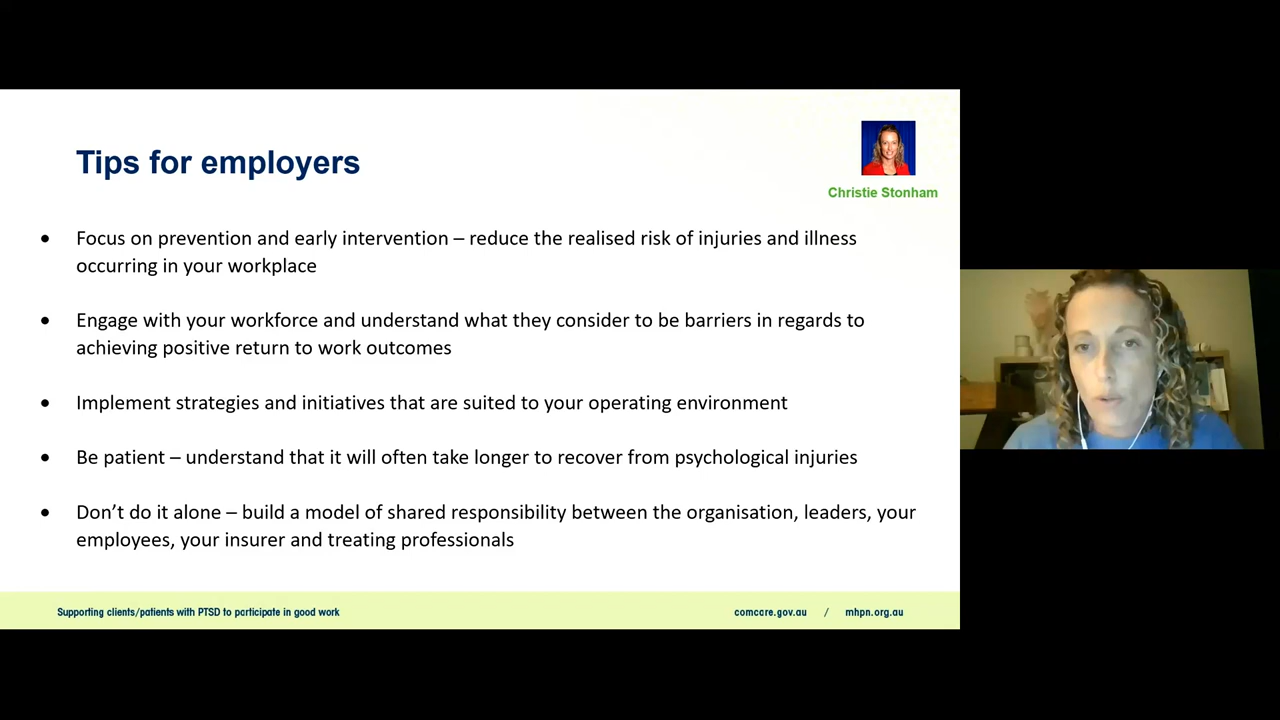 Tips for employers
Christie Stonham
• Focus on prevention and early intervention – reduce the realised risk of injuries and illness
occurring in your workplace
• Engage with your workforce and understand what they consider to be barriers in regards to
achieving positive return to work outcomes
• Implement strategies and initiatives that are suited to your operating environment
• Be patient – understand that it will often take longer to recover from psychological injuries
• Don’t do it alone – build a model of shared responsibility between the organisation, leaders, your
employees, your insurer and treating professionals
Supporting clients/patients with PTSD to participate in good work
comcare.gov.au / mhpn.org.au